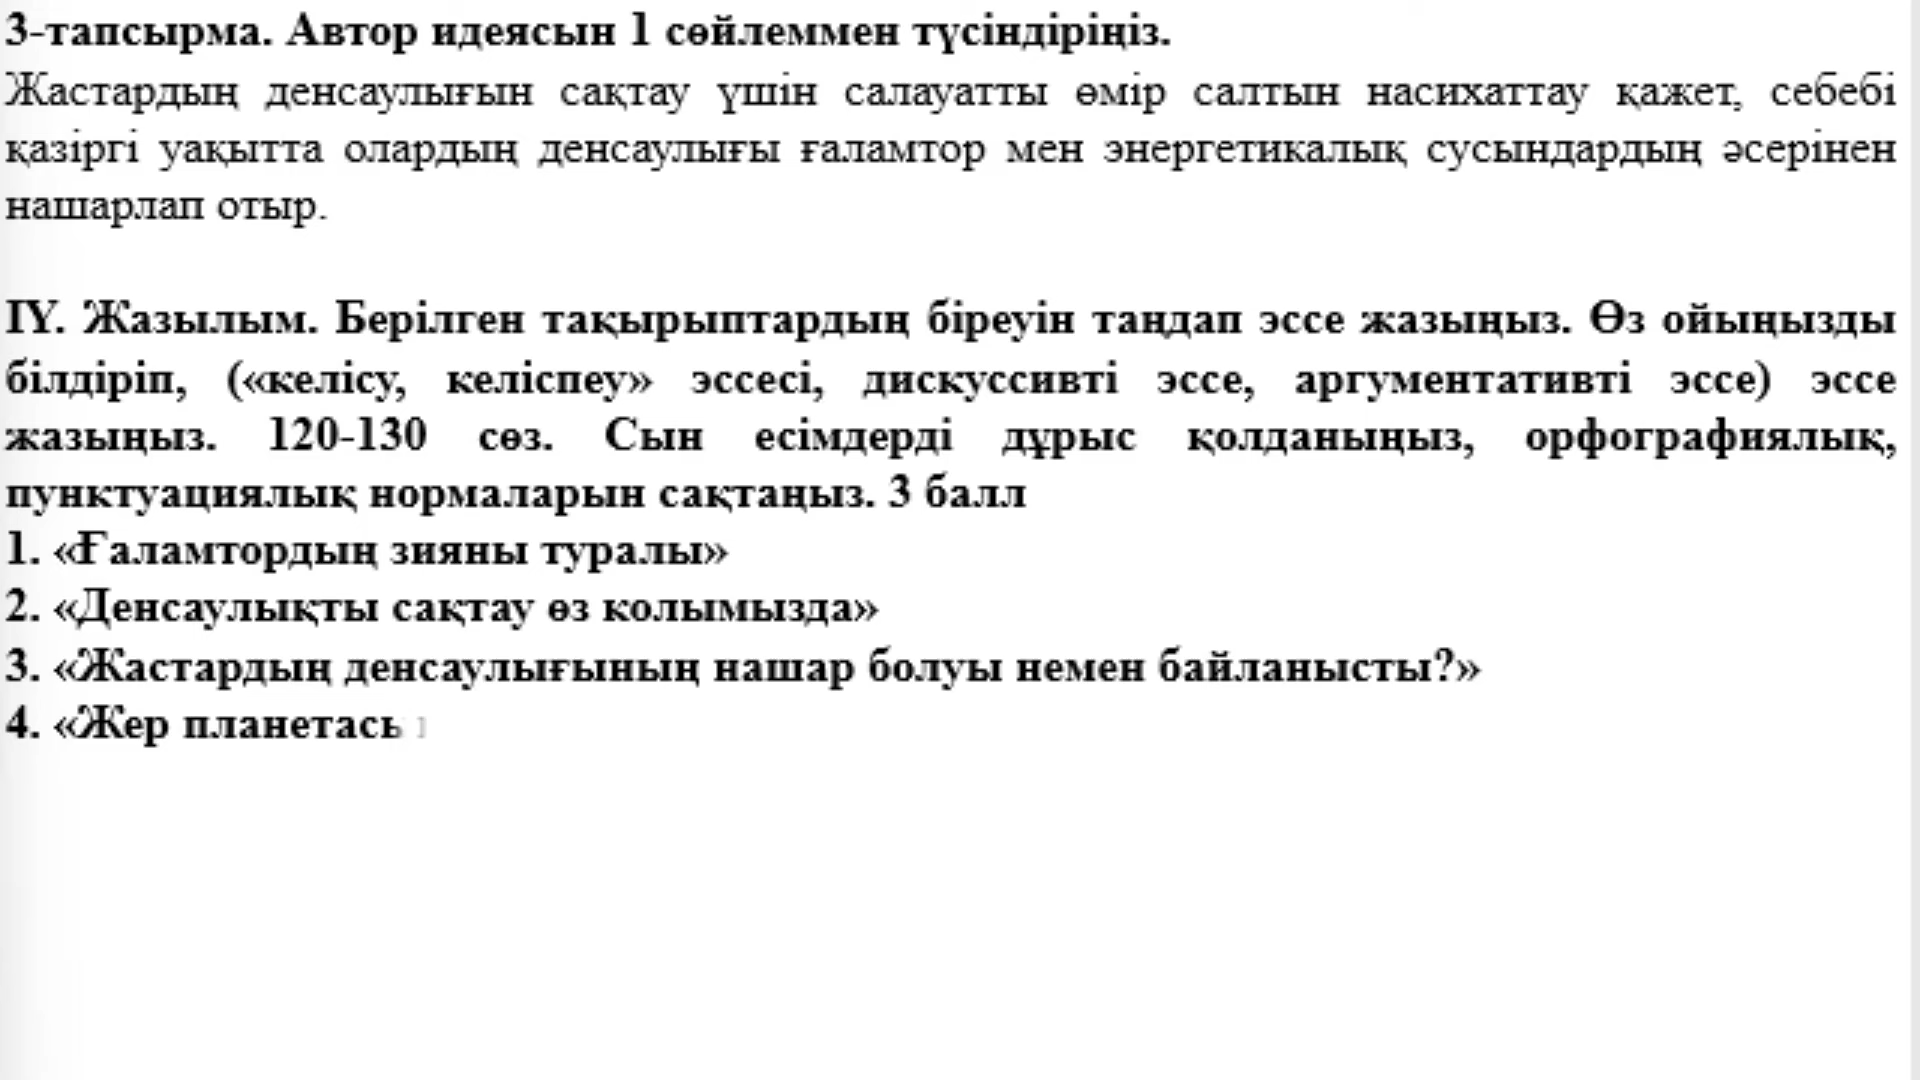 3-тапсырма. Автор идеясын 1 сөйлеммен түсіндіріңіз.
Жастардың денсаулығын сақтау үшін салауатты өмір салтын насихаттау қажет, себебі
қазіргі уақытта олардың денсаулығы ғаламтор мен энергетикалық сусындардың әсерінен
нашарлап отыр.
ІҮ. Жазылым. Берілген тақырыптардың біреуін таңдап эссе жазыңыз. Өз ойыңызды
білдіріп, («келісу, келіспеу» эссесі, дискуссивті эссе, аргументативті эссе) эссе
жазыңыз. 120-130 сөз. Сын есімдерді дұрыс қолданыңыз, орфографиялық,
пунктуациялық нормаларын сақтаңыз. 3 балл
1. «Ғаламтордың зияны туралы»
2. «Денсаулықты сақтау өз колымызда»
3. «Жастардың денсаулығының нашар болуы немен байланысты?»
4. «Жер планетасы